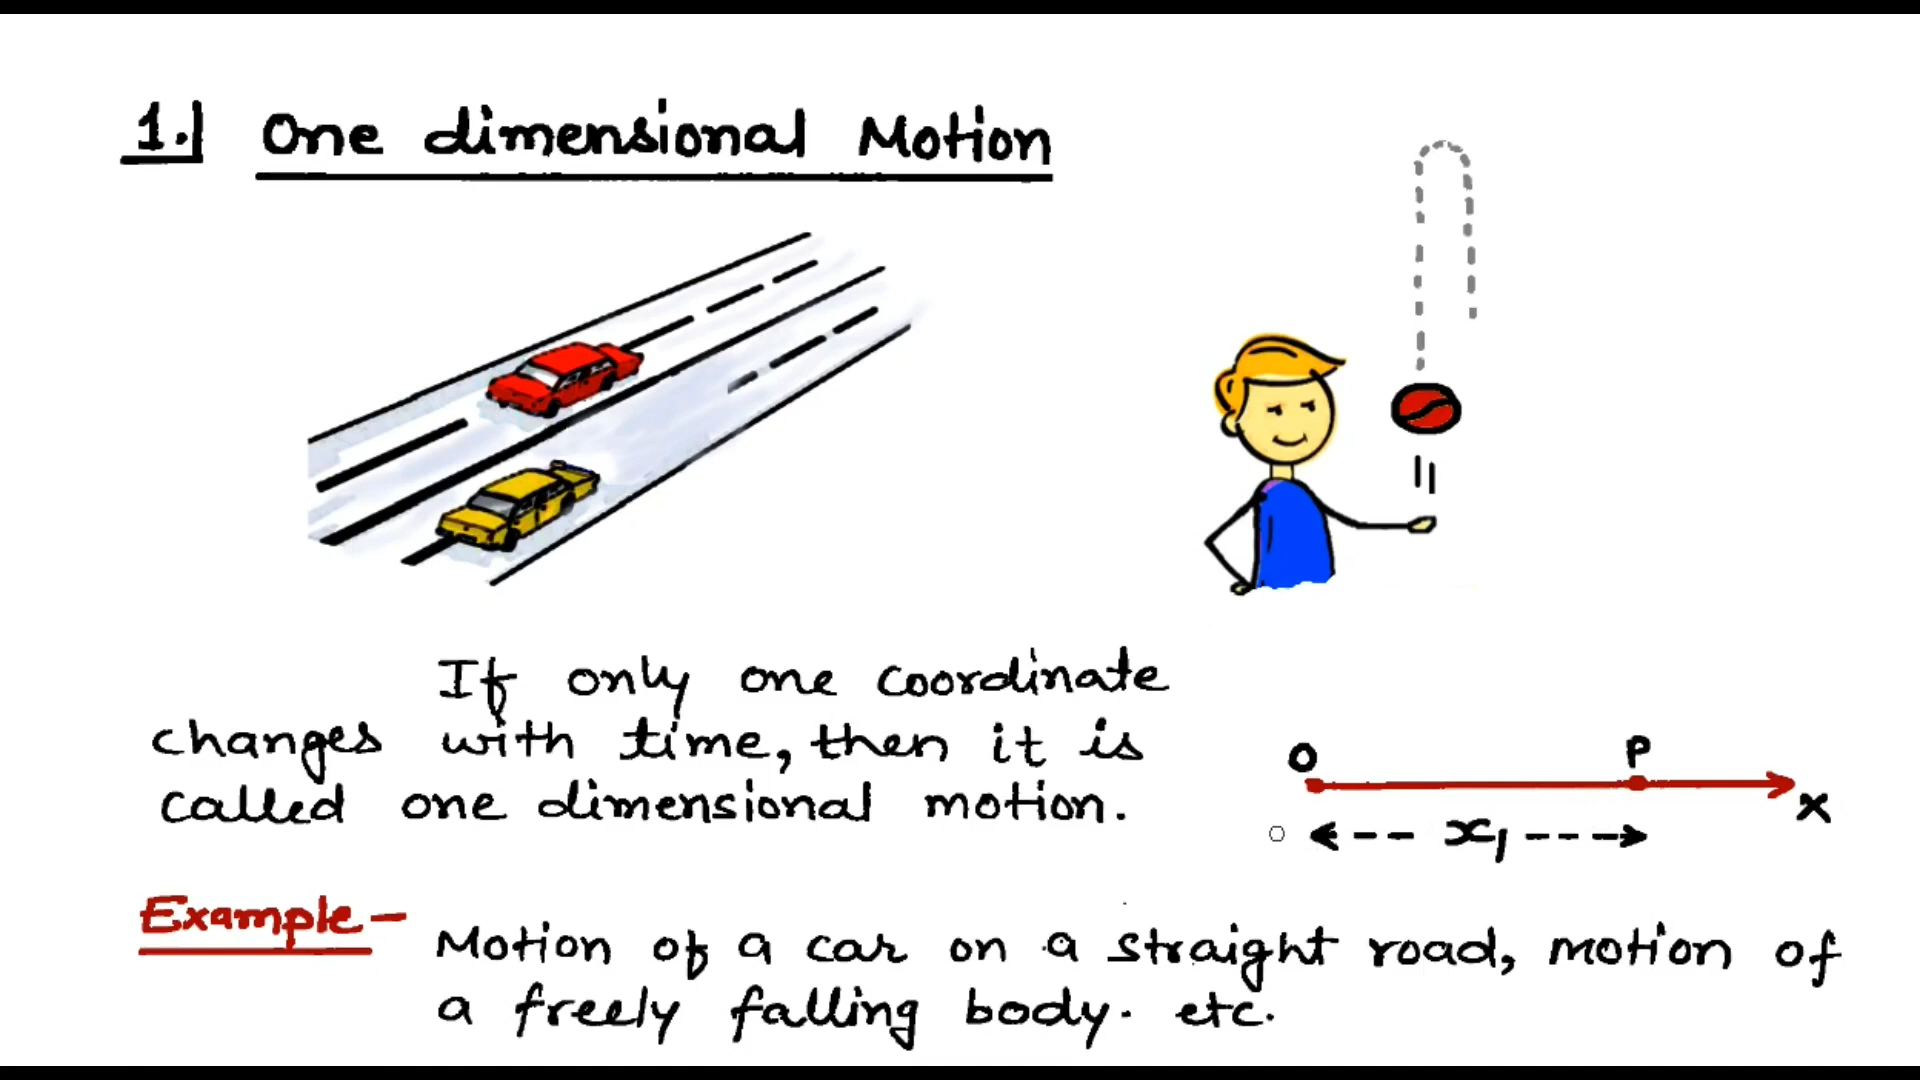 1. One dimensional Motion
If only one coordinate
changes with time, then it is
called one dimensional motion.
O P
X
x₁
Example-
Motion of a car on a straight road, motion of
a freely falling body. etc.